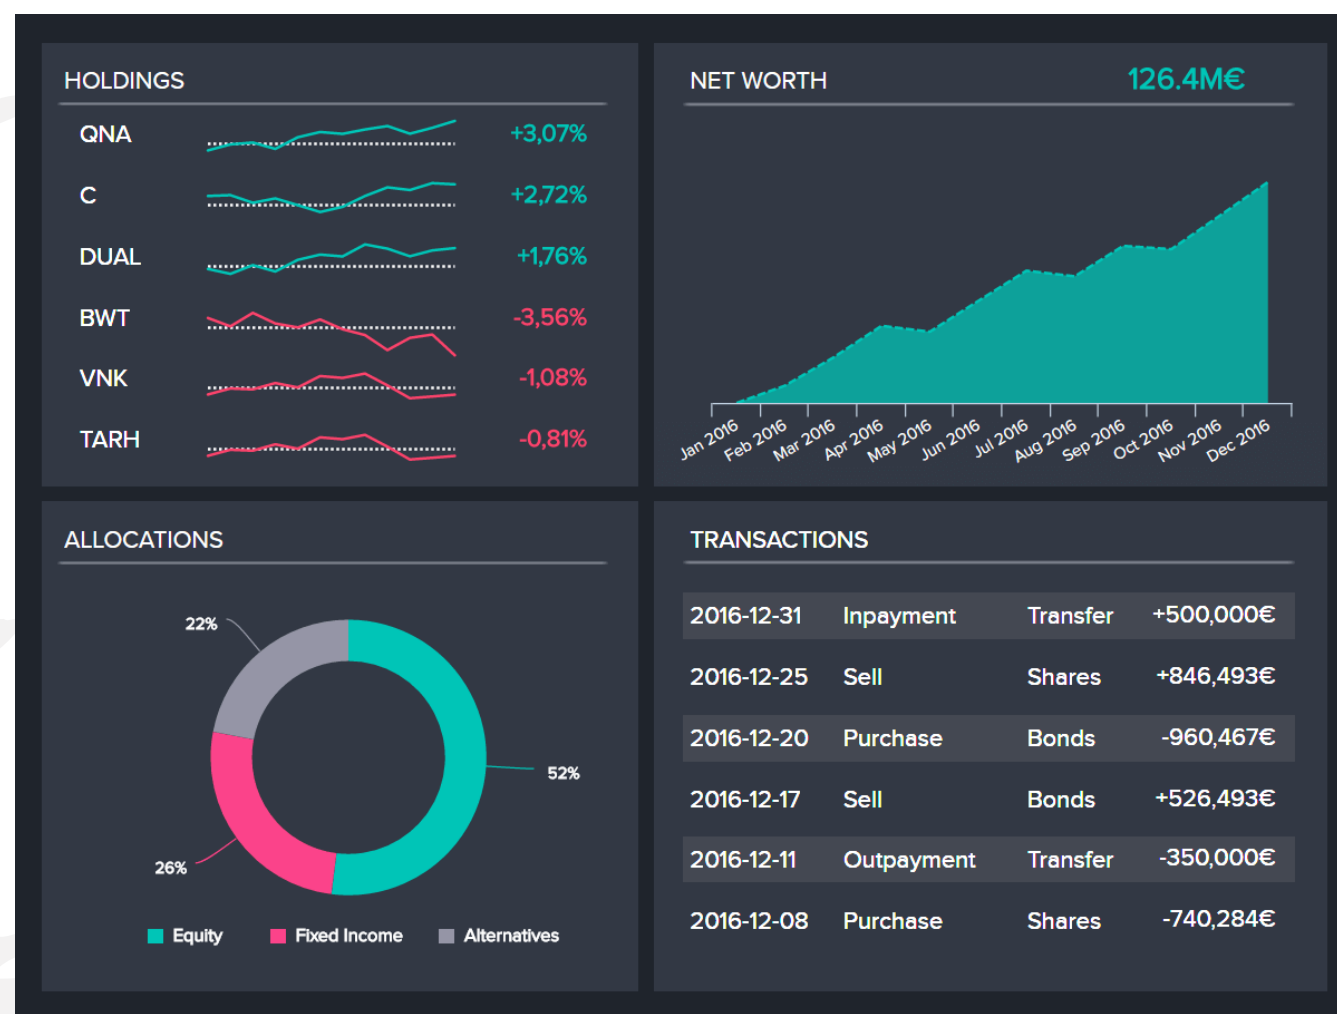 HOLDINGS
QNA +3,07%
C +2,72%
DUAL +1,76%
BWT -3,56%
VNK -1,08%
TARH -0,81%
NET WORTH 126.4M€
Jan 2016 Feb 2016 Mar 2016 Apr 2016 May 2016 Jun 2016 Jul 2016 Aug 2016 Sep 2016 Oct 2016 Nov 2016 Dec 2016
ALLOCATIONS
22%
52%
26%
Equity Fixed Income Alternatives
TRANSACTIONS
2016-12-31 Inpayment Transfer +500,000€
2016-12-25 Sell Shares +846,493€
2016-12-20 Purchase Bonds -960,467€
2016-12-17 Sell Bonds +526,493€
2016-12-11 Outpayment Transfer -350,000€
2016-12-08 Purchase Shares -740,284€